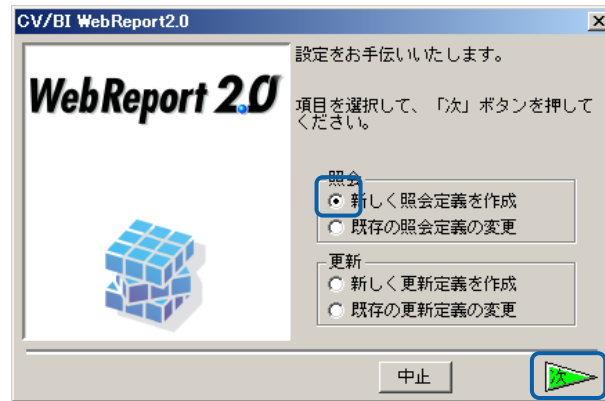 CV/BI WebReport2.0
WebReport 2.0
設定をお手伝いいたします。
項目を選択して、「次」ボタンを押して
ください。
照会
新しく照会定義を作成
既存の照会定義の変更
更新
新しく更新定義を作成
既存の更新定義の変更
中止
次